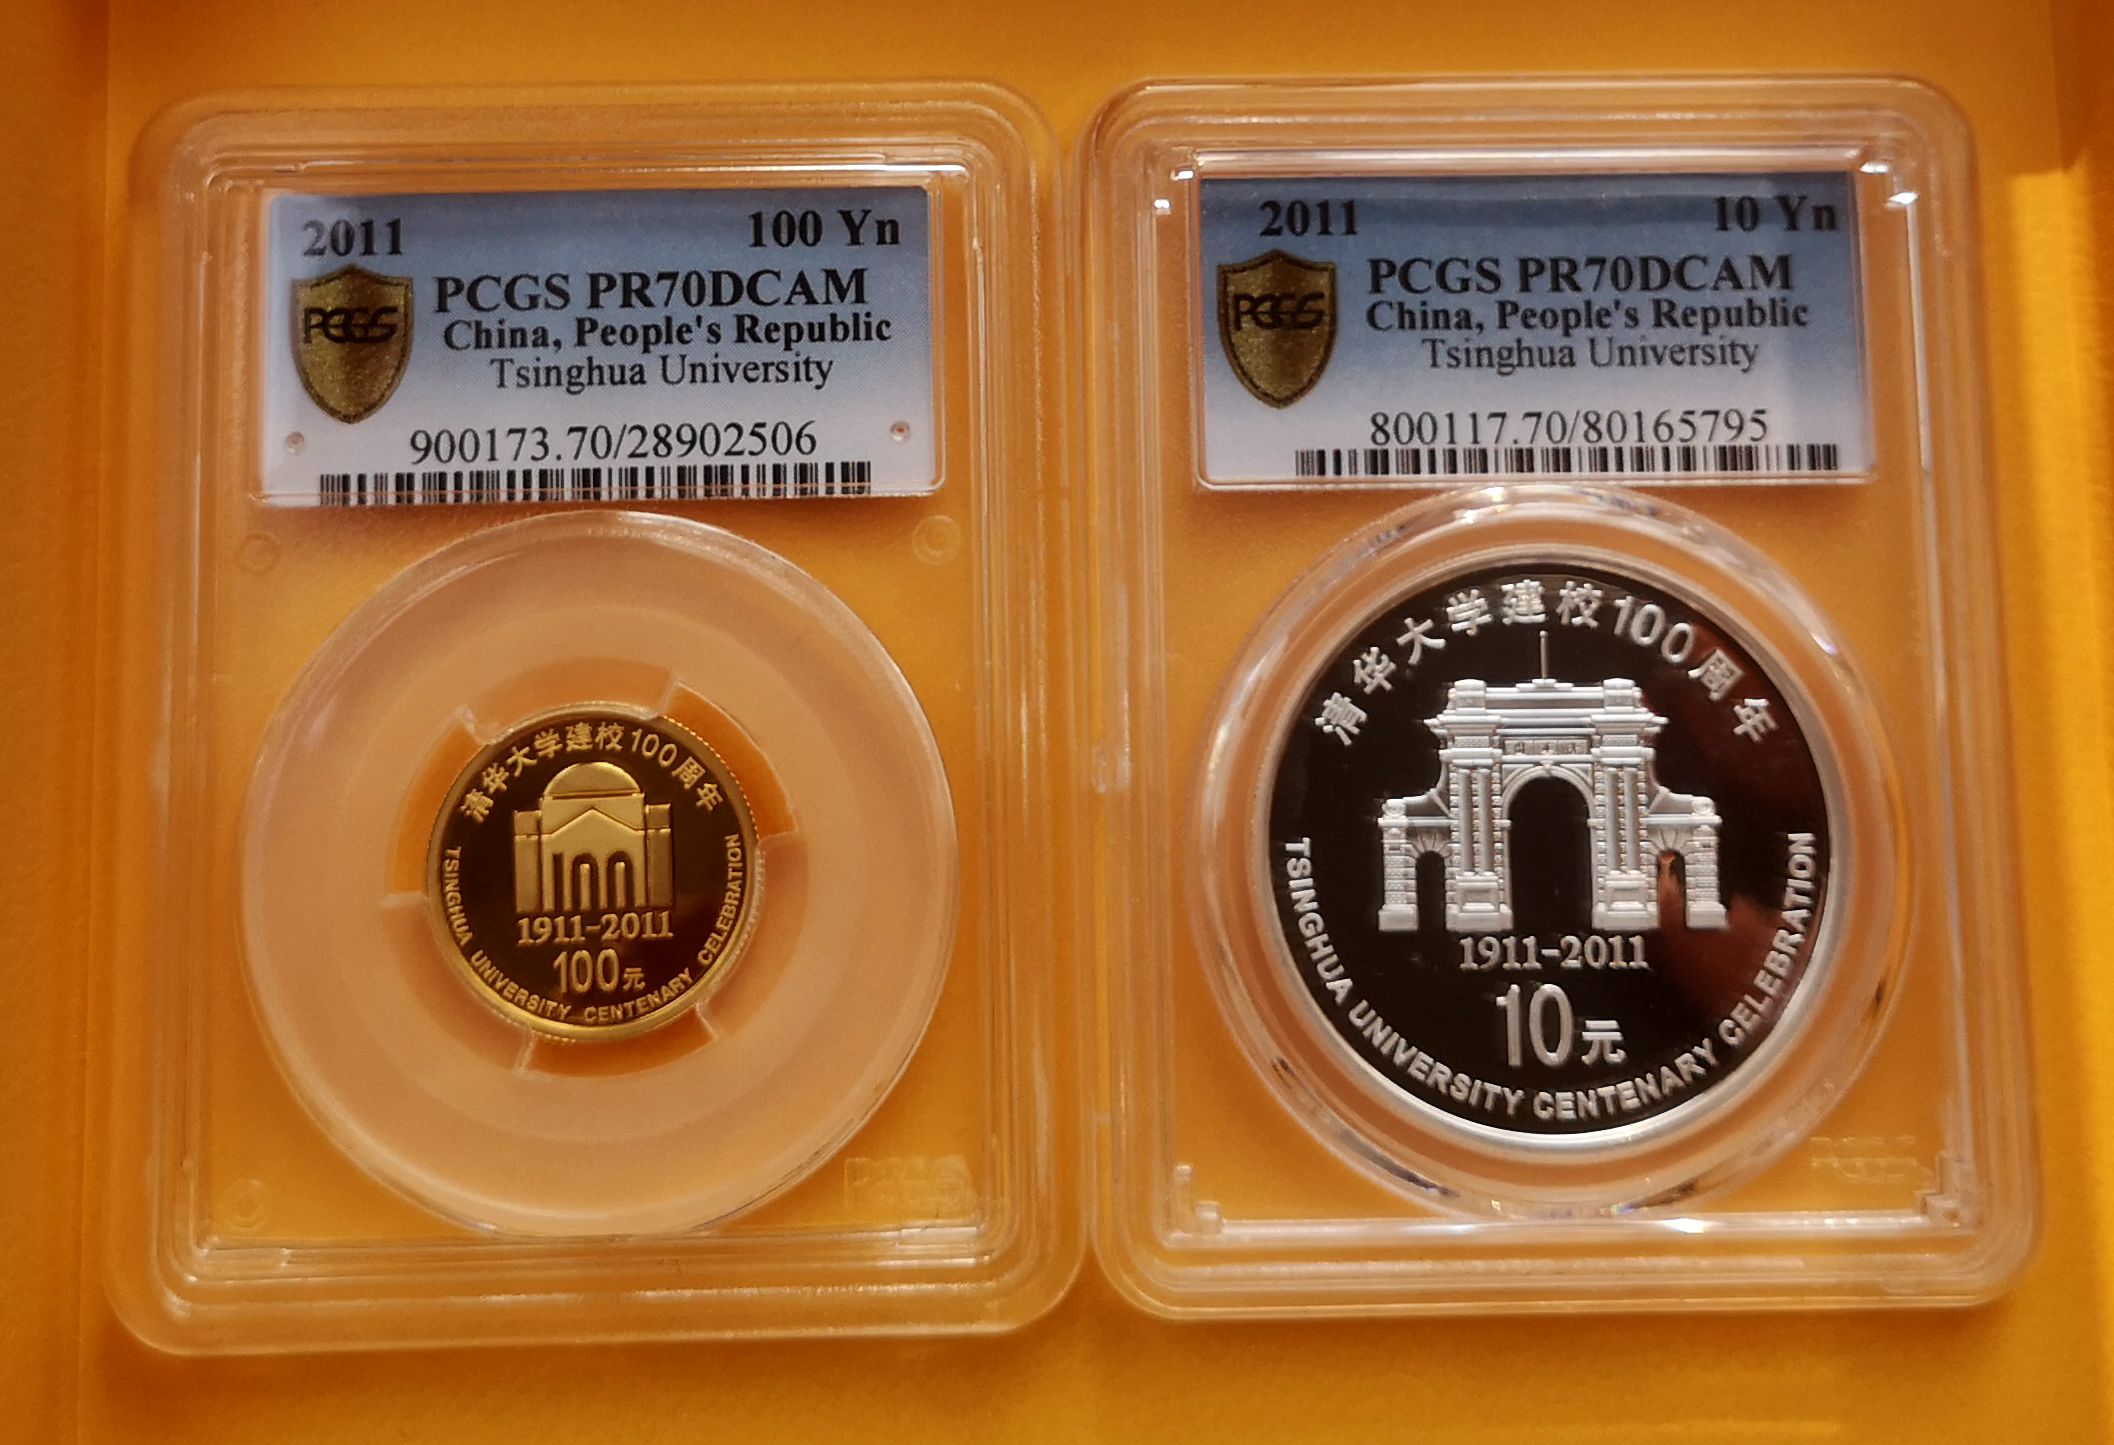 2011 100 Yn
PCGS
PCGS PR70DCAM
China, People's Republic
Tsinghua University
900173.70/28902506
清华大学建校100周年
1911-2011
100元
TSINGHUA UNIVERSITY CENTENARY CELEBRATION
PCGS
2011 10 Yn
PCGS
PCGS PR70DCAM
China, People's Republic
Tsinghua University
800117.70/80165795
清华大学建校100周年
1911-2011
10元
TSINGHUA UNIVERSITY CENTENARY CELEBRATION
PCGS